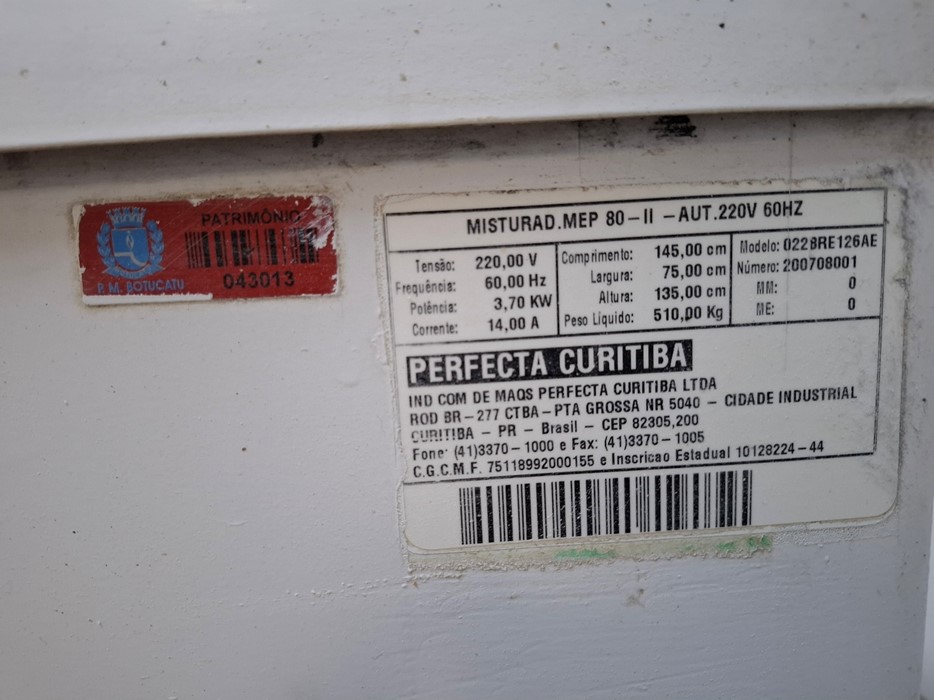 PATRIMÔNIO
043013
P. M. BOTUCATU
MISTURAD.MEP 80-II -AUT.220V 60HZ
Tensão: 220,00 V
Frequência: 60,00 Hz
Potência: 3,70 KW
Corrente: 14,00 A
Comprimento: 145,00 cm
Largura: 75,00 cm
Altura: 135,00 cm
Peso Liquido: 510,00 Kg
Modelo: 0228RE126AE
Número: 200708001
MM: 0
ME: 0
PERFECTA CURITIBA
IND COM DE MAQS PERFECTA CURITIBA LTDA
ROD BR-277 CTBA-PTA GROSSA NR 5040 - CIDADE INDUSTRIAL
CURITIBA - PR - Brasil - CEP 82305,200
Fone: (41)3370-1000 e Fax: (41)3370-1005
C.G.C.M.F. 75118992000155 e Inscricao Estadual 10128224-44